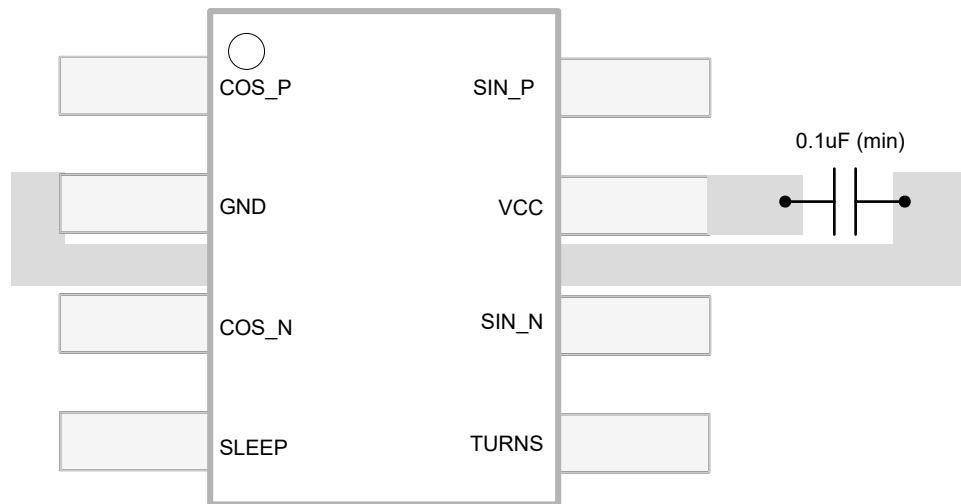 COS_P
SIN_P
0.1uF (min)
GND
VCC
COS_N
SIN_N
SLEEP
TURNS